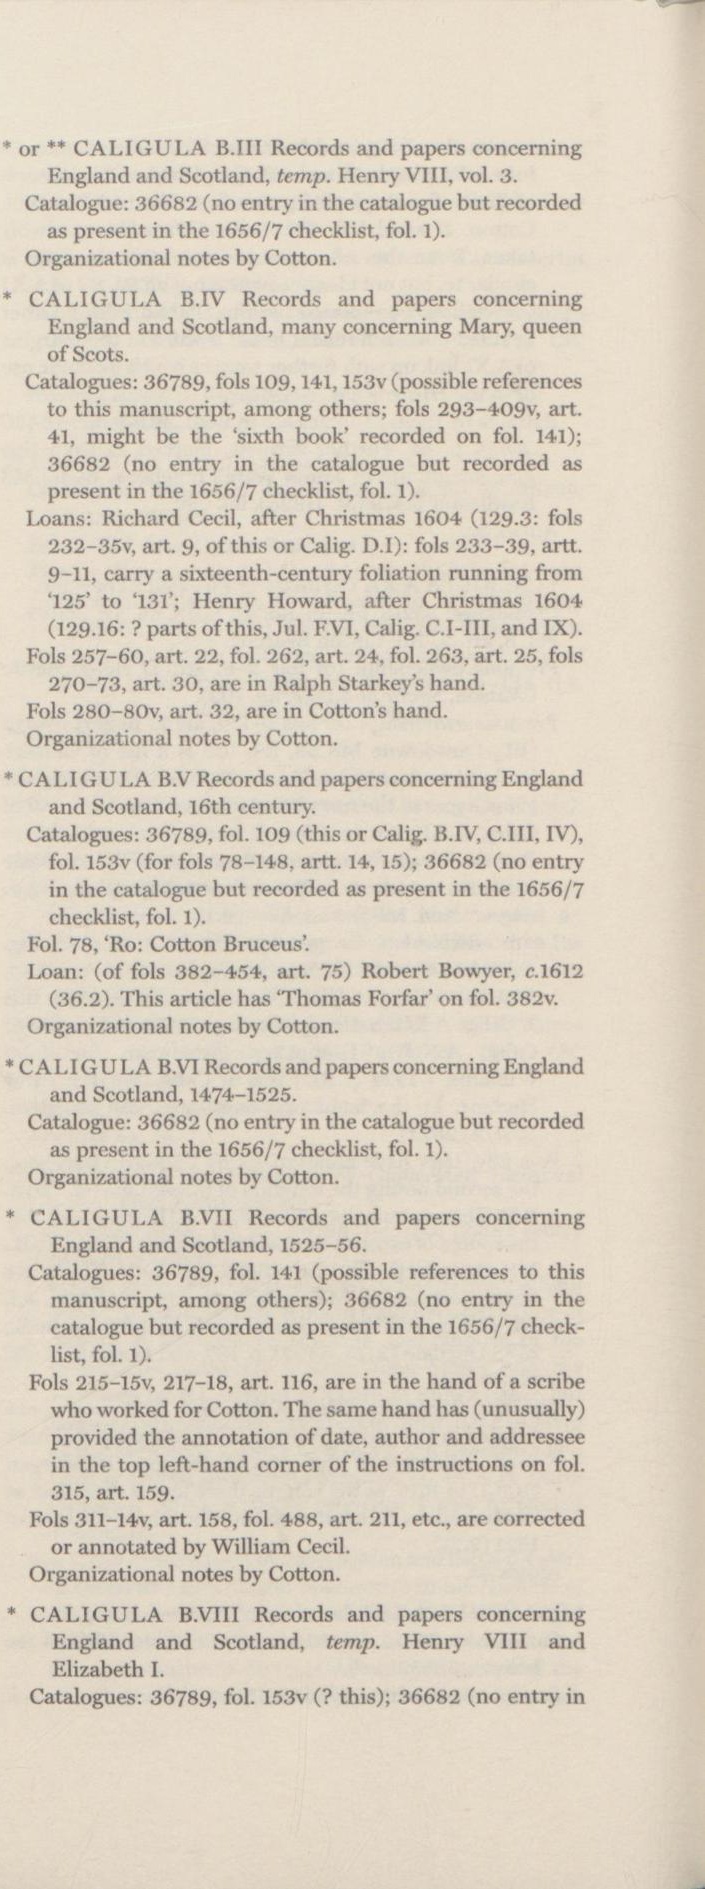 * or ** CALIGULA B.III Records and papers concerning
England and Scotland, temp. Henry VIII, vol. 3.
Catalogue: 36682 (no entry in the catalogue but recorded
as present in the 1656/7 checklist, fol. 1).
Organizational notes by Cotton.
* CALIGULA B.IV Records and papers concerning
England and Scotland, many concerning Mary, queen
of Scots.
Catalogues: 36789, fols 109, 141, 153v (possible references
to this manuscript, among others; fols 293–409v, art.
41, might be the ‘sixth book’ recorded on fol. 141);
36682 (no entry in the catalogue but recorded as
present in the 1656/7 checklist, fol. 1).
Loans: Richard Cecil, after Christmas 1604 (129.3: fols
232–35v, art. 9, of this or Calig. D.I): fols 233–39, artt.
9–11, carry a sixteenth-century foliation running from
‘125’ to ‘131’; Henry Howard, after Christmas 1604
(129.16: ? parts of this, Jul. F.VI, Calig. C.I-III, and IX).
Fols 257–60, art. 22, fol. 262, art. 24, fol. 263, art. 25, fols
270–73, art. 30, are in Ralph Starkey’s hand.
Fols 280–80v, art. 32, are in Cotton’s hand.
Organizational notes by Cotton.
* CALIGULA B.V Records and papers concerning England
and Scotland, 16th century.
Catalogues: 36789, fol. 109 (this or Calig. B.IV, C.III, IV),
fol. 153v (for fols 78–148, artt. 14, 15); 36682 (no entry
in the catalogue but recorded as present in the 1656/7
checklist, fol. 1).
Fol. 78, ‘Ro: Cotton Bruceus’.
Loan: (of fols 382–454, art. 75) Robert Bowyer, c.1612
(36.2). This article has ‘Thomas Forfar’ on fol. 382v.
Organizational notes by Cotton.
* CALIGULA B.VI Records and papers concerning England
and Scotland, 1474–1525.
Catalogue: 36682 (no entry in the catalogue but recorded
as present in the 1656/7 checklist, fol. 1).
Organizational notes by Cotton.
* CALIGULA B.VII Records and papers concerning
England and Scotland, 1525–56.
Catalogues: 36789, fol. 141 (possible references to this
manuscript, among others); 36682 (no entry in the
catalogue but recorded as present in the 1656/7 check-
list, fol. 1).
Fols 215–15v, 217–18, art. 116, are in the hand of a scribe
who worked for Cotton. The same hand has (unusually)
provided the annotation of date, author and addressee
in the top left-hand corner of the instructions on fol.
315, art. 159.
Fols 311–14v, art. 158, fol. 488, art. 211, etc., are corrected
or annotated by William Cecil.
Organizational notes by Cotton.
* CALIGULA B.VIII Records and papers concerning
England and Scotland, temp. Henry VIII and
Elizabeth I.
Catalogues: 36789, fol. 153v (? this); 36682 (no entry in